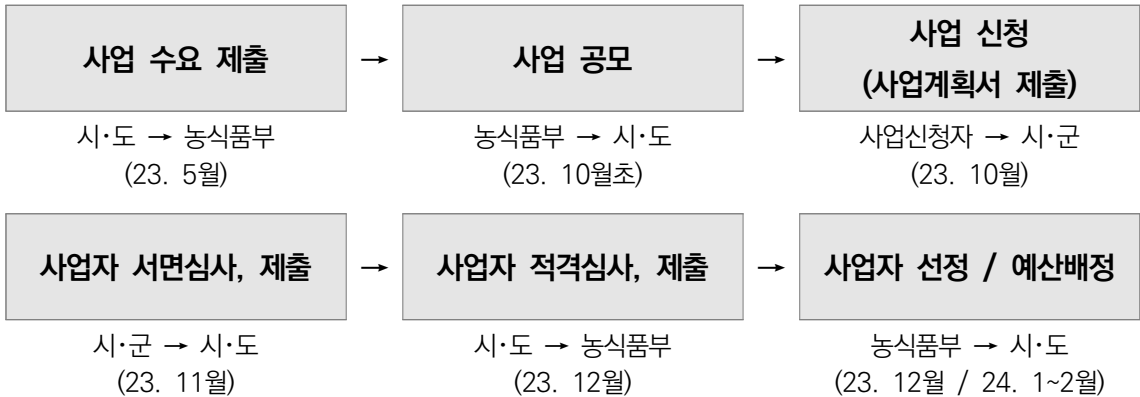 사업 수요 제출 → 사업 공모 → 사업 신청
(사업계획서 제출)
시·도 → 농식품부
(23. 5월)
농식품부 → 시·도
(23. 10월초)
사업신청자 → 시·군
(23. 10월)
사업자 서면심사, 제출 → 사업자 적격심사, 제출 → 사업자 선정 / 예산배정
시·군 → 시·도
(23. 11월)
시·도 → 농식품부
(23. 12월)
농식품부 → 시·도
(23. 12월 / 24. 1~2월)